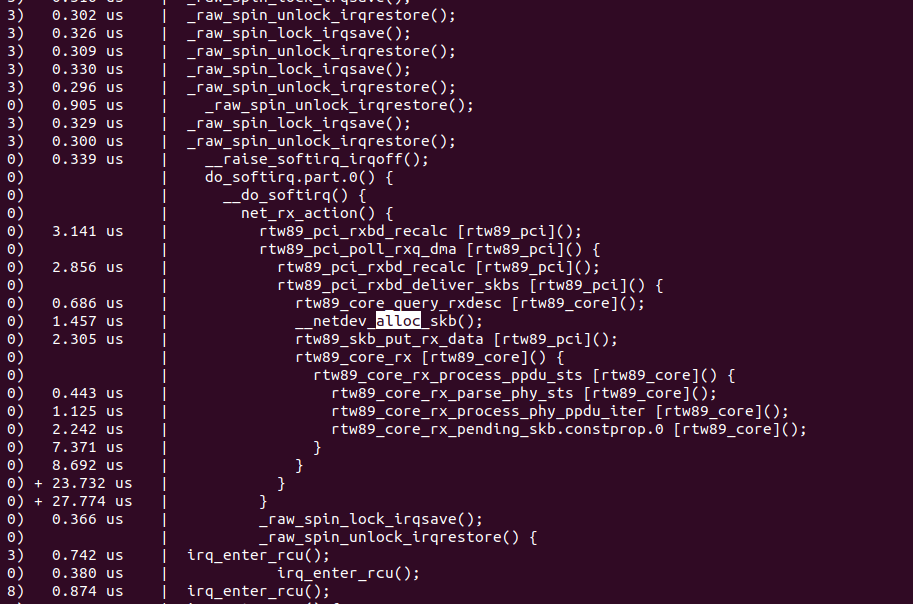 3)   0.310 us    |  _raw_spin_lock_irqsave();
3)   0.302 us    |  _raw_spin_unlock_irqrestore();
3)   0.326 us    |  _raw_spin_lock_irqsave();
3)   0.309 us    |  _raw_spin_unlock_irqrestore();
3)   0.330 us    |  _raw_spin_lock_irqsave();
3)   0.296 us    |  _raw_spin_unlock_irqrestore();
0)   0.905 us    |    _raw_spin_unlock_irqrestore();
3)   0.329 us    |  _raw_spin_lock_irqsave();
3)   0.300 us    |  _raw_spin_unlock_irqrestore();
0)   0.339 us    |    __raise_softirq_irqoff();
0)               |    do_softirq.part.0() {
0)               |      __do_softirq() {
0)               |        net_rx_action() {
0)   3.141 us    |          rtw89_pci_rxbd_recalc [rtw89_pci]();
0)               |          rtw89_pci_poll_rxq_dma [rtw89_pci]() {
0)   2.856 us    |            rtw89_pci_rxbd_recalc [rtw89_pci]();
0)               |            rtw89_pci_rxbd_deliver_skbs [rtw89_pci]() {
0)   0.686 us    |              rtw89_core_query_rxdesc [rtw89_core]();
0)   1.457 us    |              __netdev_alloc_skb();
0)   2.305 us    |              rtw89_skb_put_rx_data [rtw89_pci]();
0)               |              rtw89_core_rx [rtw89_core]() {
0)               |                rtw89_core_rx_process_ppdu_sts [rtw89_core]() {
0)   0.443 us    |                  rtw89_core_rx_parse_phy_sts [rtw89_core]();
0)   1.125 us    |                  rtw89_core_rx_process_phy_ppdu_iter [rtw89_core]();
0)   2.242 us    |                  rtw89_core_rx_pending_skb.constprop.0 [rtw89_core]();
0)   7.371 us    |                }
0)   8.692 us    |              }
0) + 23.732 us   |            }
0) + 27.774 us   |          }
0)   0.366 us    |          _raw_spin_lock_irqsave();
0)               |          _raw_spin_unlock_irqrestore() {
3)   0.742 us    |  irq_enter_rcu();
0)   0.380 us    |            irq_enter_rcu();
8)   0.874 us    |  irq_enter_rcu();